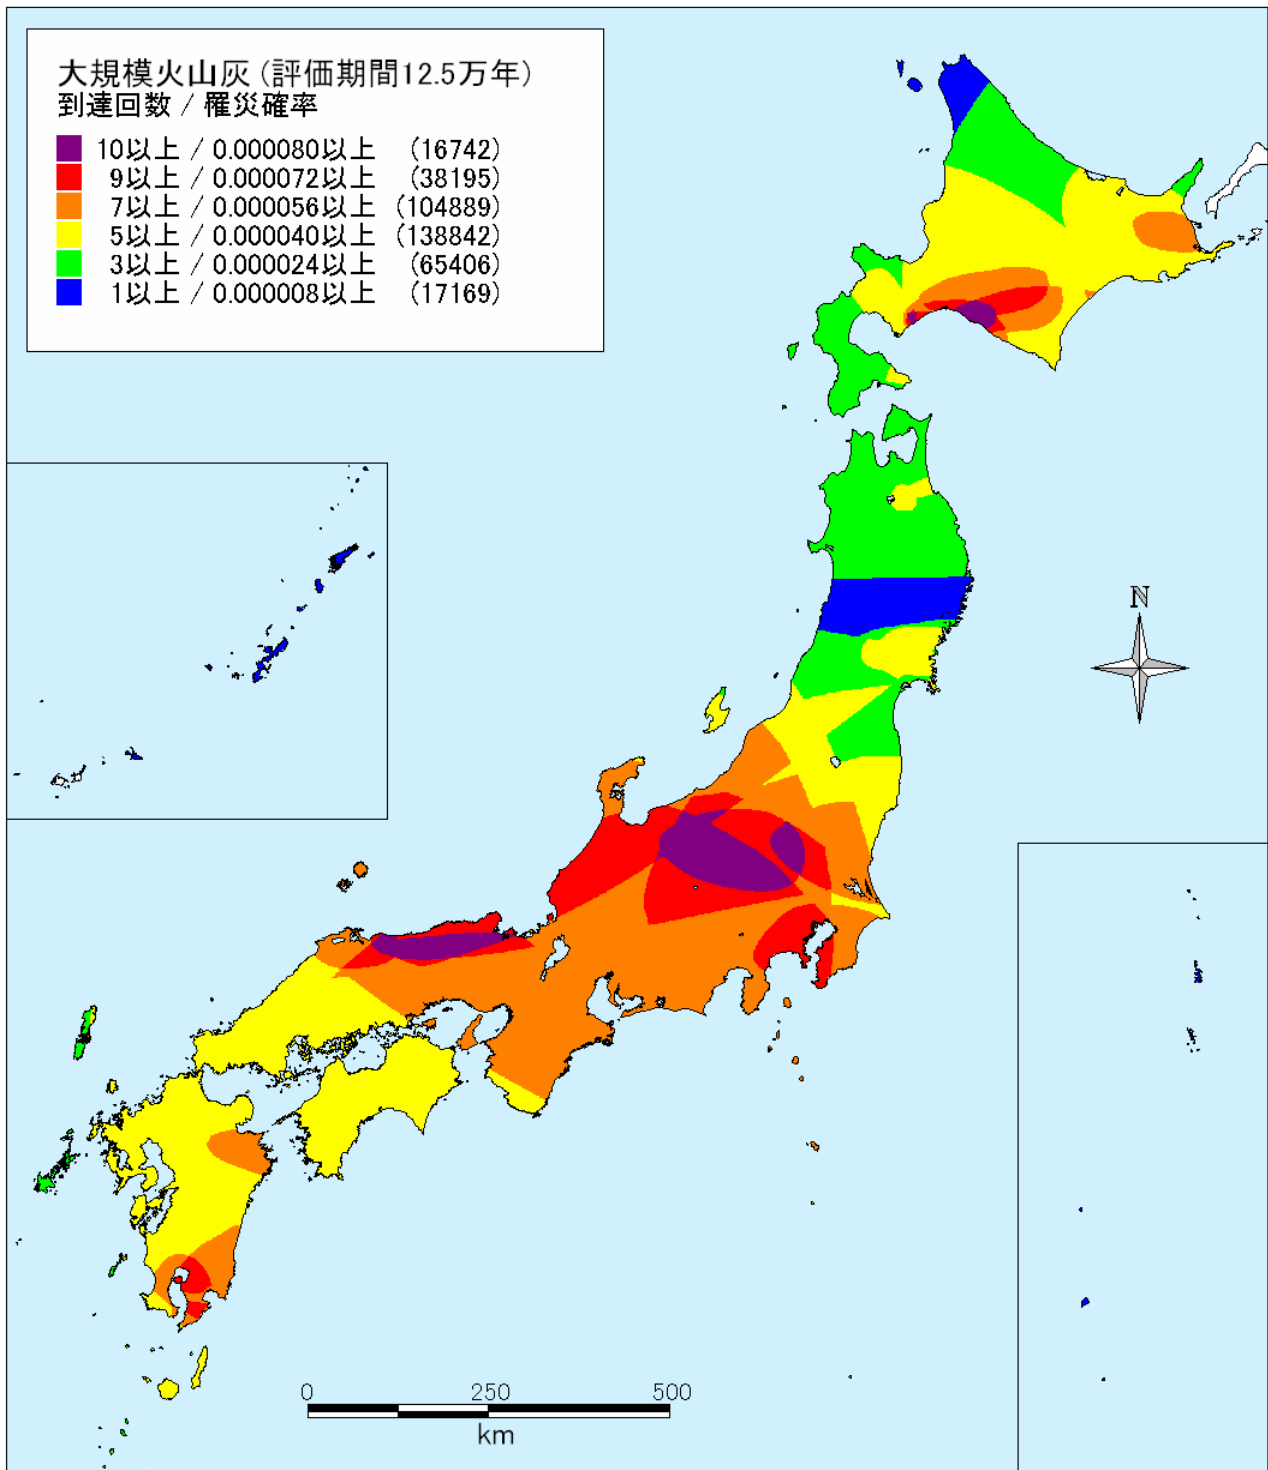 大規模火山灰(評価期間12.5万年)
到達回数 / 罹災確率
10以上 / 0.000080以上 (16742)
9以上 / 0.000072以上 (38195)
7以上 / 0.000056以上 (104889)
5以上 / 0.000040以上 (138842)
3以上 / 0.000024以上 (65406)
1以上 / 0.000008以上 (17169)
N
0 250 500
km